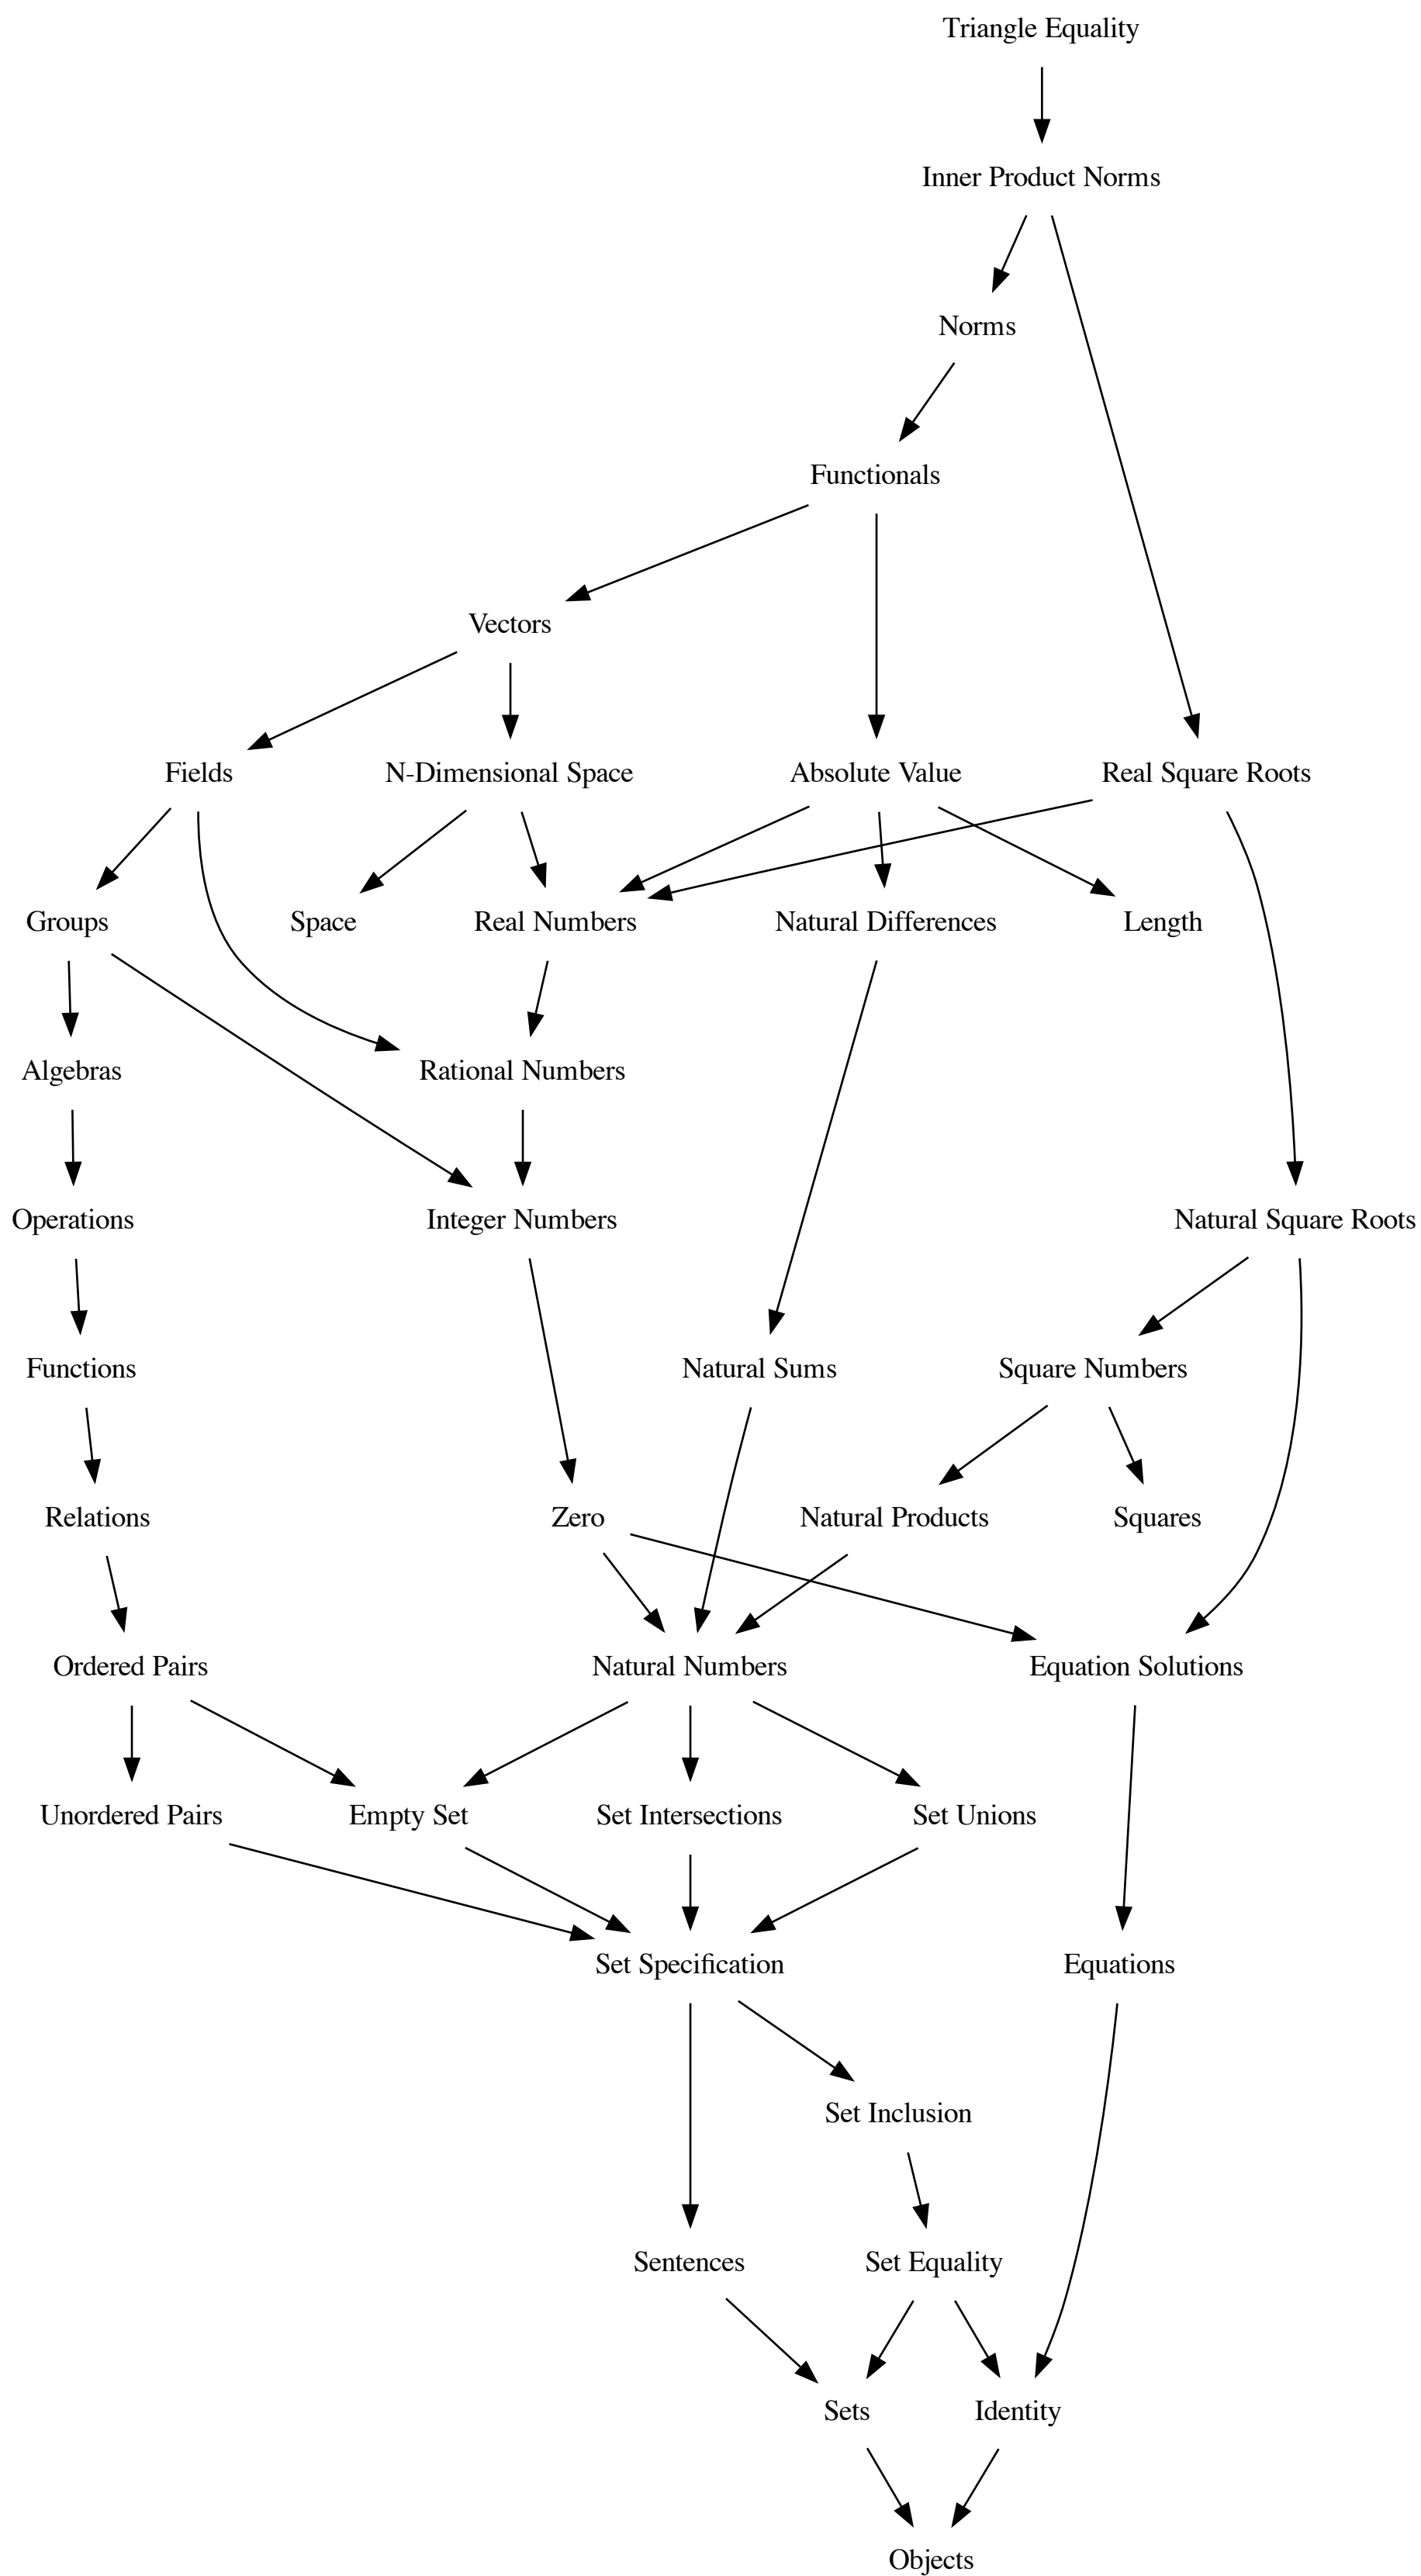 Triangle Equality
Inner Product Norms
Norms
Functionals
Vectors
Fields
N-Dimensional Space
Absolute Value
Real Square Roots
Groups
Space
Real Numbers
Natural Differences
Length
Algebras
Rational Numbers
Operations
Integer Numbers
Natural Square Roots
Functions
Natural Sums
Square Numbers
Relations
Zero
Natural Products
Squares
Ordered Pairs
Natural Numbers
Equation Solutions
Unordered Pairs
Empty Set
Set Intersections
Set Unions
Set Specification
Equations
Set Inclusion
Sentences
Set Equality
Sets
Identity
Objects